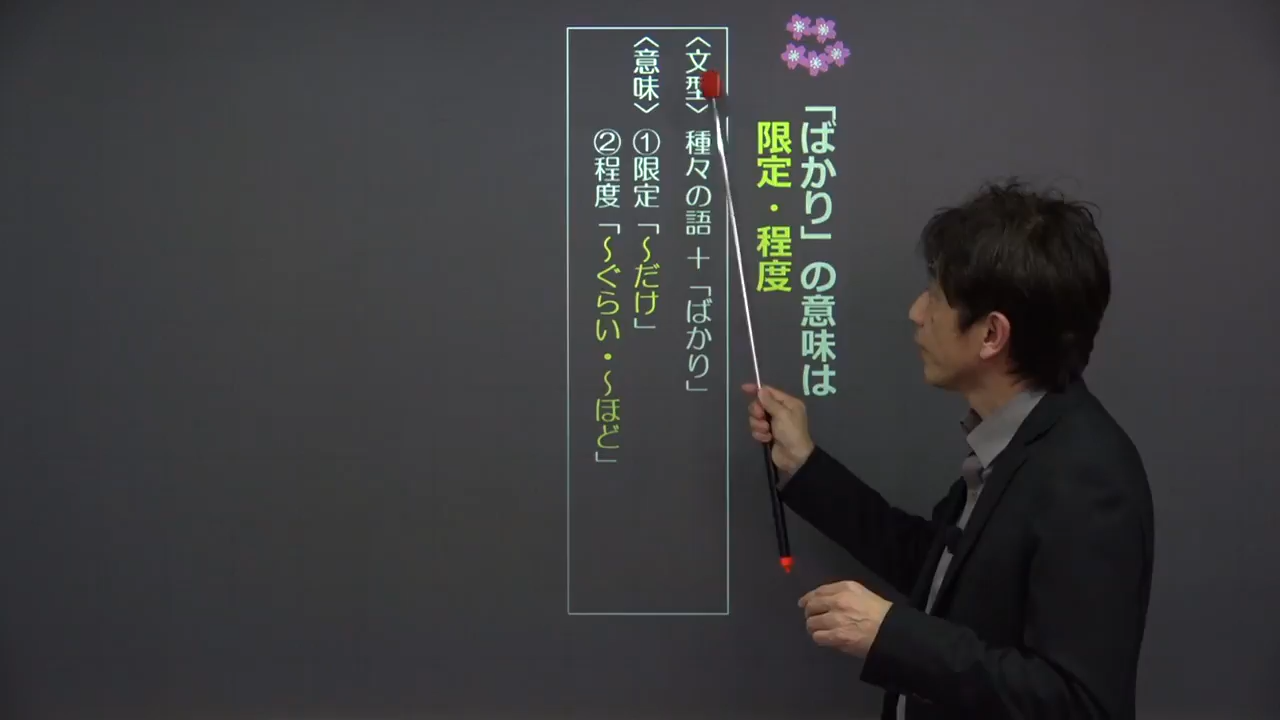 「ばかり」の意味は
限定・程度
〈文型〉 種々の語 ＋「ばかり」
〈意味〉 ①限定「～だけ」
②程度「～ぐらい・～ほど」